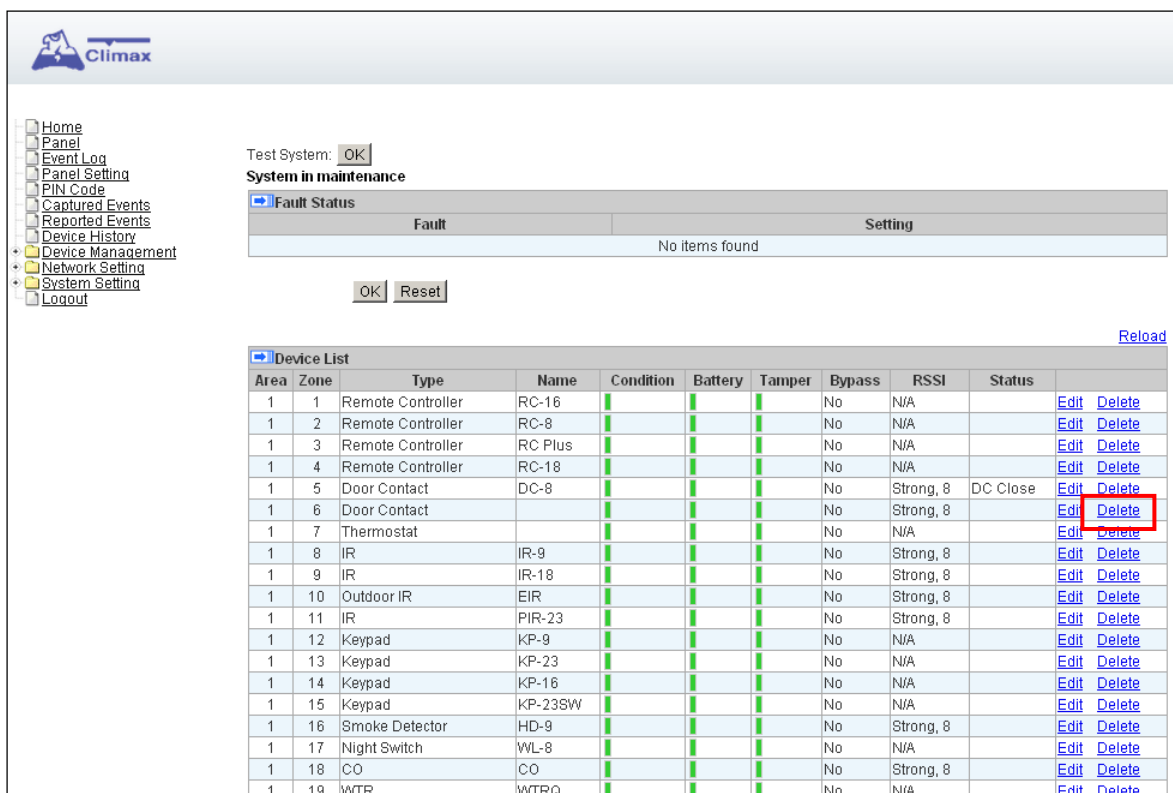 Climax
Home
Panel
Event Log
Panel Setting
PIN Code
Captured Events
Reported Events
Device History
Device Management
Network Setting
System Setting
Logout
Test System: OK
System in maintenance
Fault Status
Fault Setting
No items found
OK Reset
Reload
Device List
Area Zone Type Name Condition Battery Tamper Bypass RSSI Status
1 1 Remote Controller RC-16 No N/A Edit Delete
1 2 Remote Controller RC-8 No N/A Edit Delete
1 3 Remote Controller RC Plus No N/A Edit Delete
1 4 Remote Controller RC-18 No N/A Edit Delete
1 5 Door Contact DC-8 No Strong, 8 DC Close Edit Delete
1 6 Door Contact No Strong, 8 Edit Delete
1 7 Thermostat No N/A Edit Delete
1 8 IR IR-9 No Strong, 8 Edit Delete
1 9 IR IR-18 No Strong, 8 Edit Delete
1 10 Outdoor IR EIR No Strong, 8 Edit Delete
1 11 IR PIR-23 No Strong, 8 Edit Delete
1 12 Keypad KP-9 No N/A Edit Delete
1 13 Keypad KP-23 No N/A Edit Delete
1 14 Keypad KP-16 No N/A Edit Delete
1 15 Keypad KP-23SW No N/A Edit Delete
1 16 Smoke Detector HD-9 No Strong, 8 Edit Delete
1 17 Night Switch WL-8 No N/A Edit Delete
1 18 CO CO No Strong, 8 Edit Delete
1 19 WTR No N/A Edit Delete